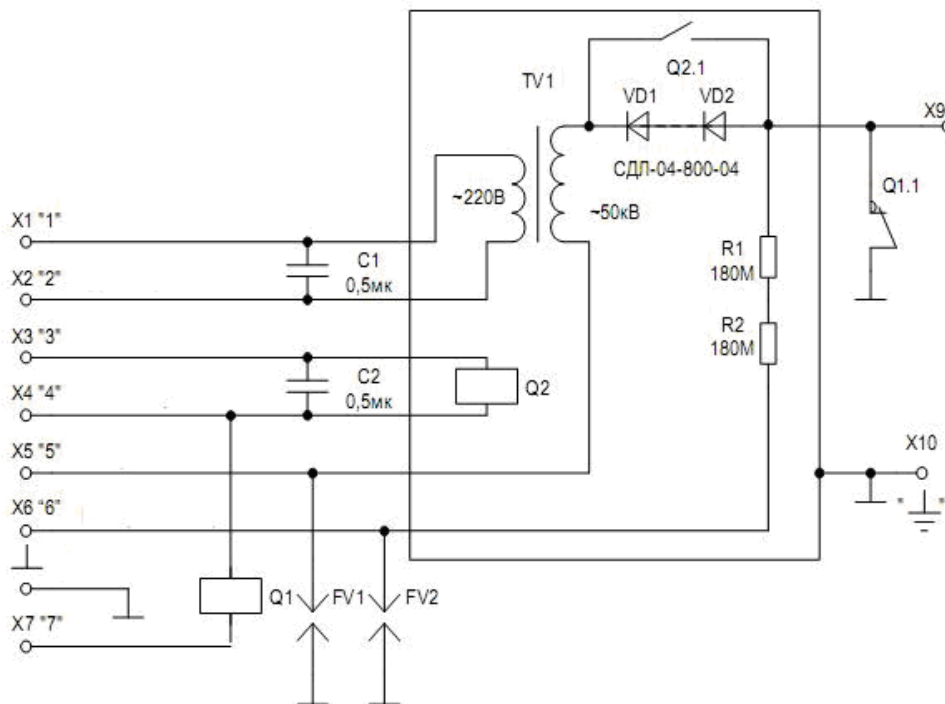 Q2.1
TV1
VD1
VD2
X9
СДЛ-04-800-04
~220В
~50кВ
Q1.1
X1 "1"
C1
0,5мк
R1
180М
X2 "2"
X3 "3"
R2
180М
C2
0,5мк
Q2
X4 "4"
X5 "5"
X10
X6 "6"
" "
Q1
FV1
FV2
X7 "7"